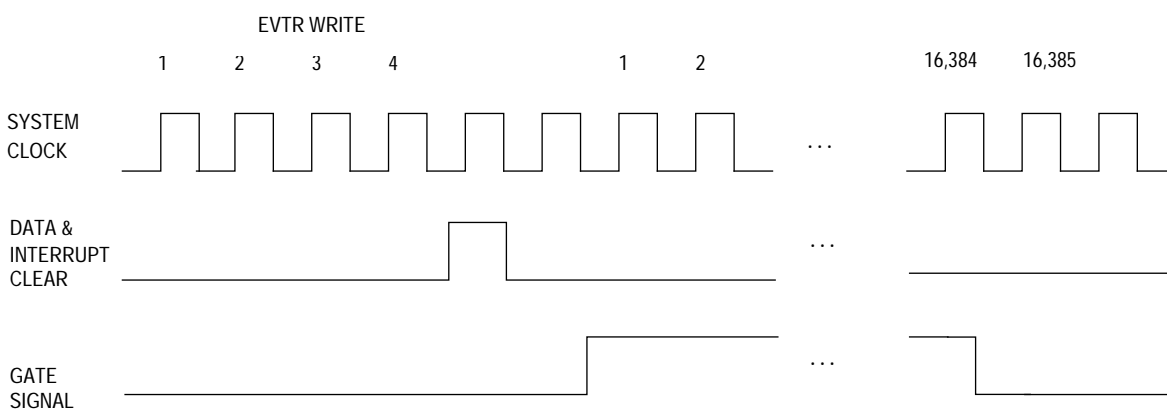 EVTR WRITE
1 2 3 4 1 2 16,384 16,385
SYSTEM
CLOCK
...
DATA &
INTERRUPT
CLEAR
...
GATE
SIGNAL
...